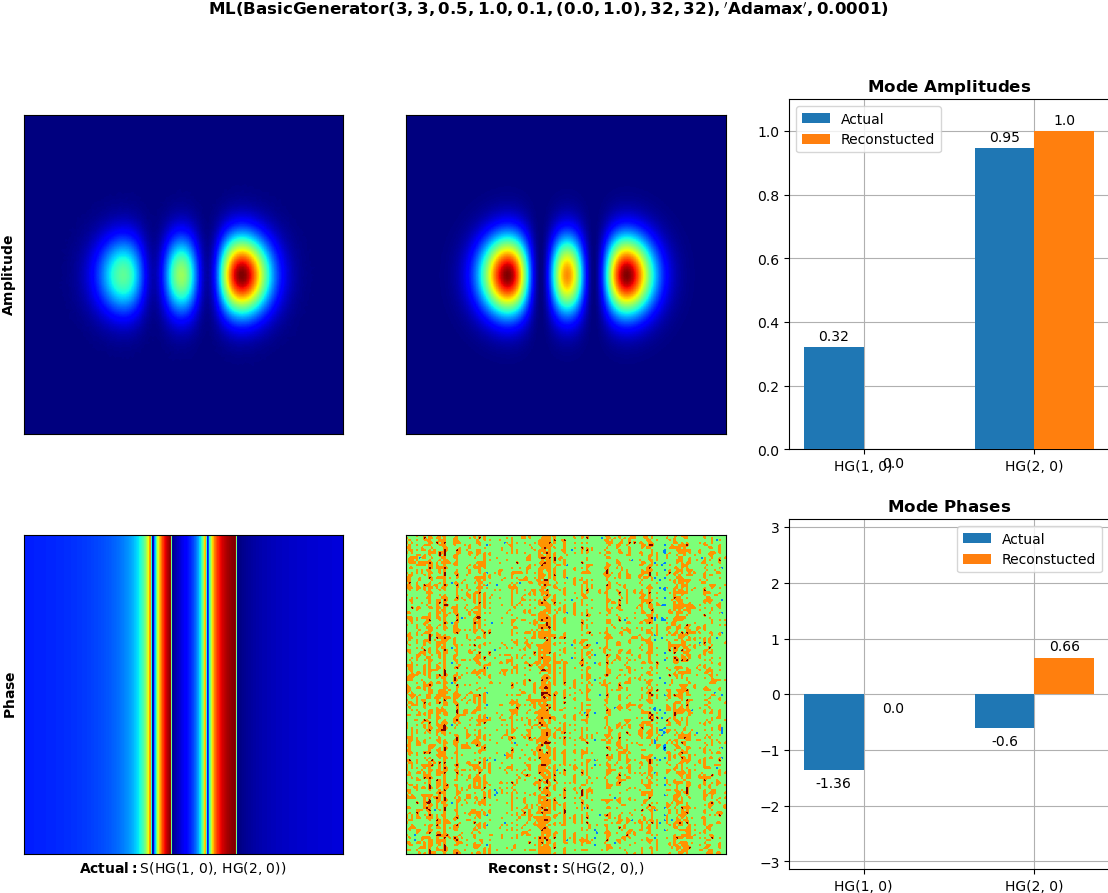 ML(BasicGenerator(3, 3, 0.5, 1.0, 0.1, (0.0, 1.0), 32, 32), 'Adamax', 0.0001)
Amplitude
Mode Amplitudes
Actual
Reconstucted
1.0
0.8
0.6
0.4
0.2
0.0
0.32
0.0
0.95
1.0
HG(1, 0)
HG(2, 0)
Phase
Actual: S(HG(1, 0), HG(2, 0))
Reconst: S(HG(2, 0),)
Mode Phases
Actual
Reconstucted
3
2
1
0
−1
−2
−3
-1.36
0.0
-0.6
0.66
HG(1, 0)
HG(2, 0)